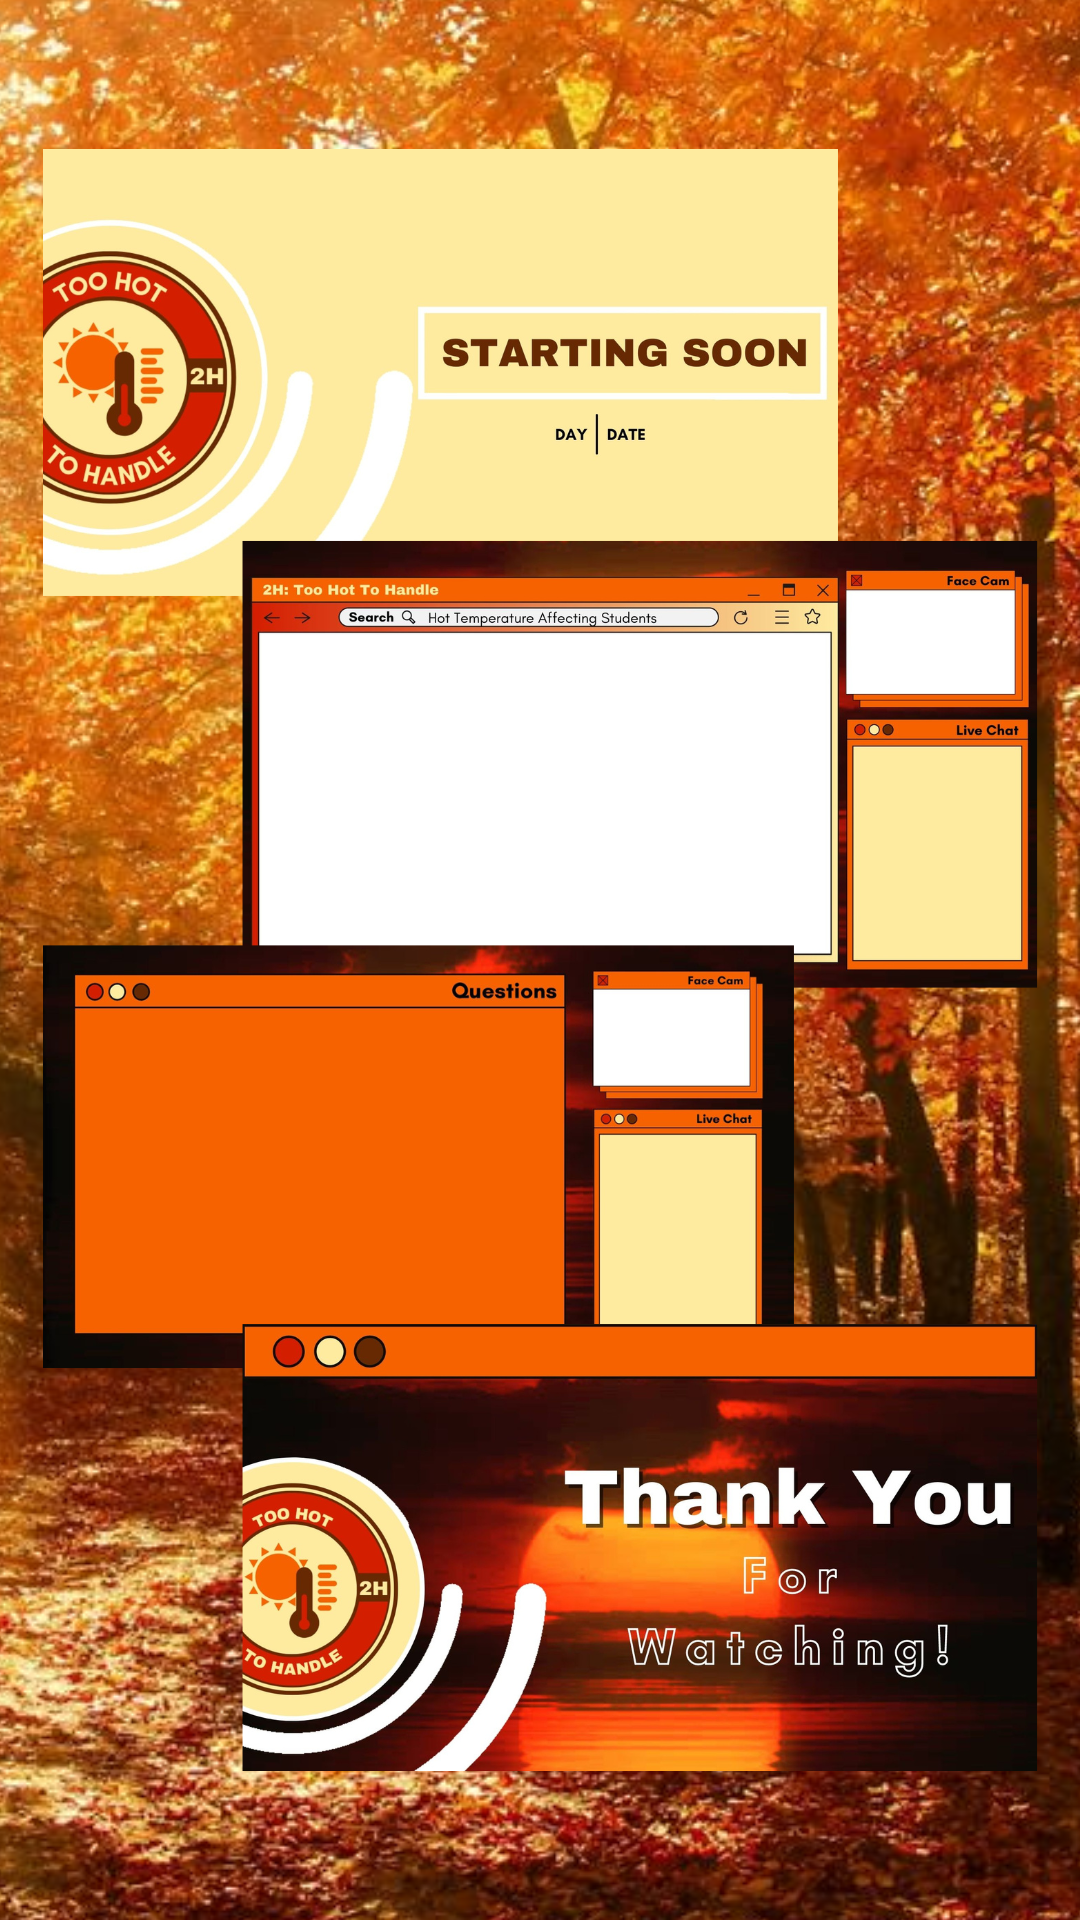 TOO HOT
2H
TO HANDLE
STARTING SOON
DAY | DATE
2H: Too Hot To Handle
Search Hot Temperature Affecting Students
Face Cam
Live Chat
Questions
Face Cam
Live Chat
TOO HOT
2H
TO HANDLE
Thank You
For
Watching!